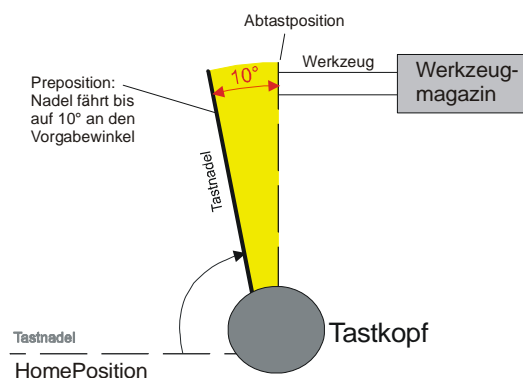 Abtastposition
10°
Werkzeug
Werkzeug-
magazin
Preposition:
Nadel fährt bis
auf 10° an den
Vorgabewinkel
Tastnadel
Tastkopf
Tastnadel
HomePosition